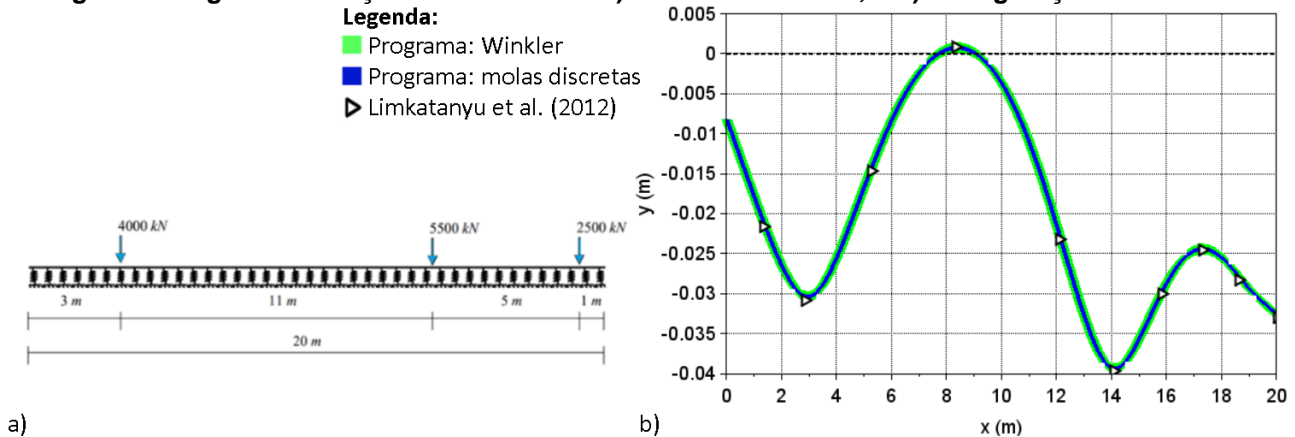 Legenda:
Programa: Winkler
Programa: molas discretas
Limkatanyu et al. (2012)
4000 kN
5500 kN
2500 kN
3 m
11 m
5 m
1 m
20 m
a)
0.005
0
-0.005
-0.01
-0.015
-0.02
-0.025
-0.03
-0.035
-0.04
y (m)
0 2 4 6 8 10 12 14 16 18 20
x (m)
b)